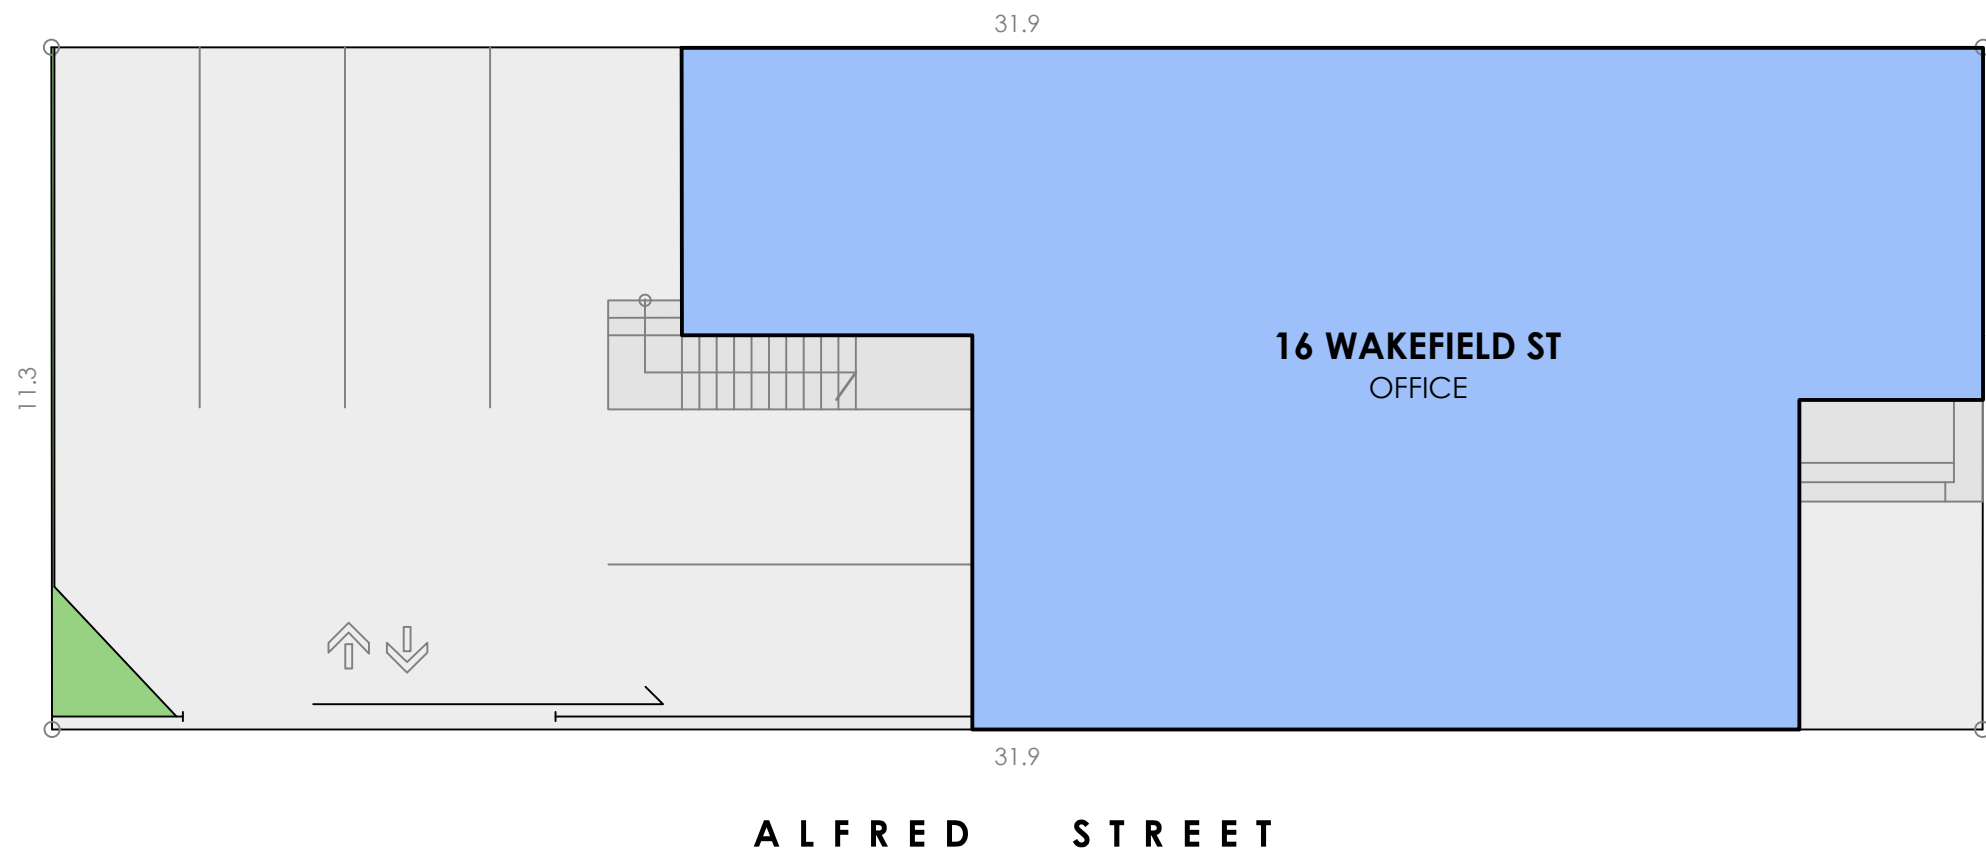 31.9
11.3
16 WAKEFIELD ST
OFFICE
31.9
ALFRED STREET